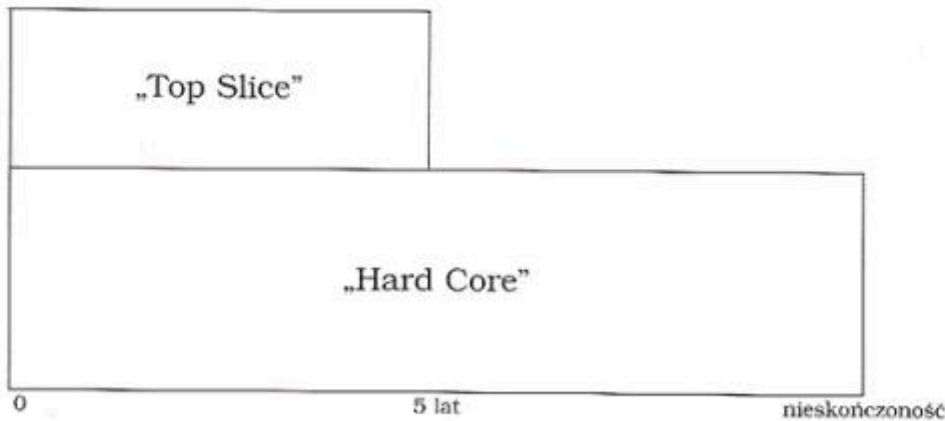 „Top Slice”
„Hard Core”
0
5 lat
nieskończoność